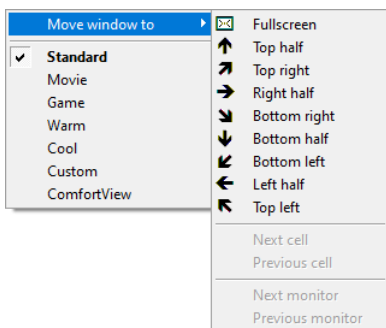 Move window to
Standard
Movie
Game
Warm
Cool
Custom
ComfortView
Fullscreen
Top half
Top right
Right half
Bottom right
Bottom half
Bottom left
Left half
Top left
Next cell
Previous cell
Next monitor
Previous monitor